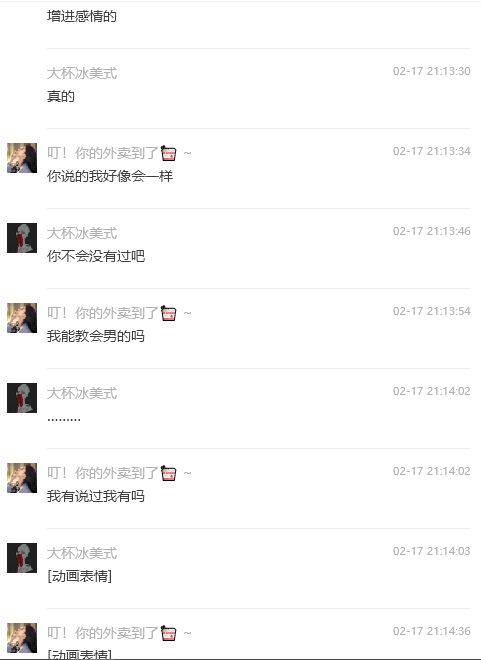 增进感情的
大杯冰美式 02-17 21:13:30
真的
叮！你的外卖到了 ~ 02-17 21:13:34
你说的我好像会一样
大杯冰美式 02-17 21:13:46
你不会没有过吧
叮！你的外卖到了 ~ 02-17 21:13:54
我能教会男的吗
大杯冰美式 02-17 21:14:02
………
叮！你的外卖到了 ~ 02-17 21:14:02
我有说过我有吗
大杯冰美式 02-17 21:14:03
[动画表情]
叮！你的外卖到了 ~ 02-17 21:14:36
[动画表情]